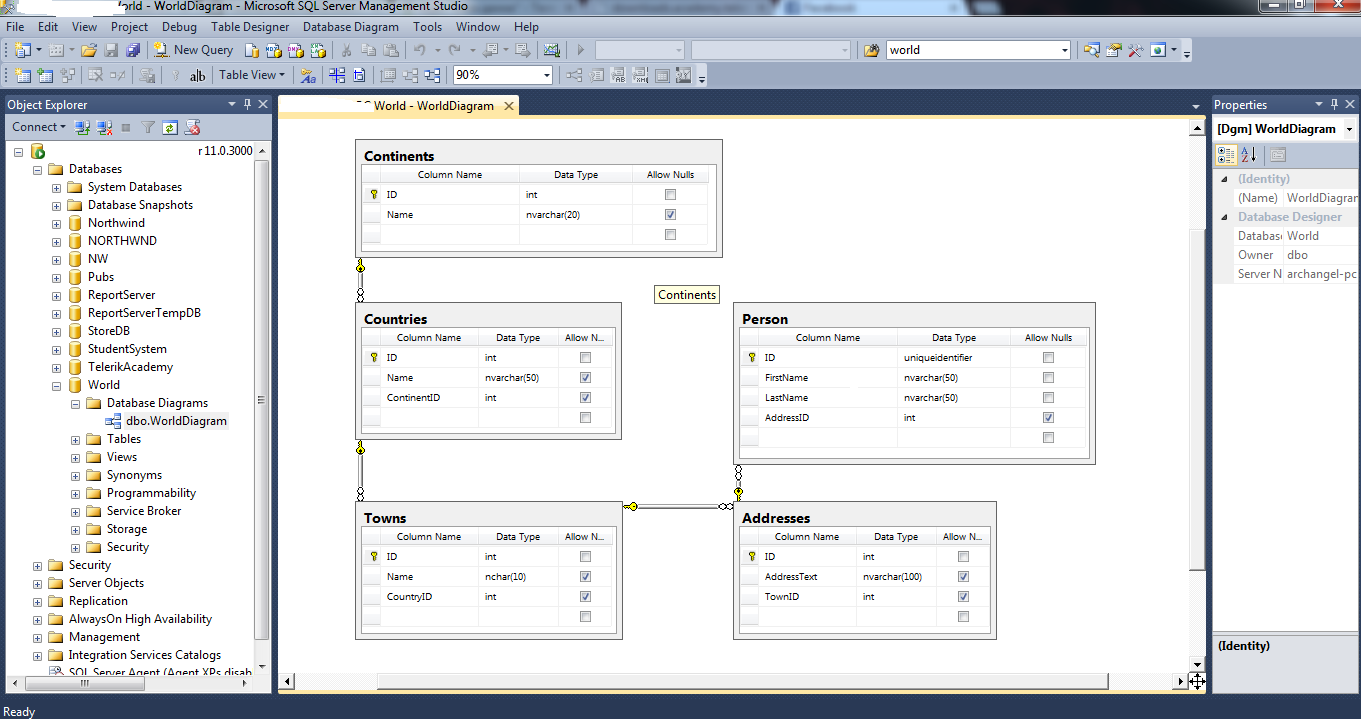 World - WorldDiagram - Microsoft SQL Server Management Studio
File Edit View Project Debug Table Designer Database Diagram Tools Window Help
New Query world
Table View 90%
Object Explorer
Connect
r 11.0.3000
Databases
System Databases
Database Snapshots
Northwind
NORTHWND
NW
Pubs
ReportServer
ReportServerTempDB
StoreDB
StudentSystem
TelerikAcademy
World
Database Diagrams
dbo.WorldDiagram
Tables
Views
Synonyms
Programmability
Service Broker
Storage
Security
Security
Server Objects
Replication
AlwaysOn High Availability
Management
Integration Services Catalogs
SQL Server Agent (Agent XPs disab
World - WorldDiagram
Continents
Column Name Data Type Allow Nulls
ID int
Name nvarchar(20)
Continents
Countries
Column Name Data Type Allow N...
ID int
Name nvarchar(50)
ContinentID int
Person
Column Name Data Type Allow Nulls
ID uniqueidentifier
FirstName nvarchar(50)
LastName nvarchar(50)
AddressID int
Towns
Column Name Data Type Allow N...
ID int
Name nchar(10)
CountryID int
Addresses
Column Name Data Type Allow N...
ID int
AddressText nvarchar(100)
TownID int
Properties
[Dgm] WorldDiagram
(Identity)
(Name) WorldDiagram
Database Designer
Database World
Owner dbo
Server N archangel-pc
(Identity)
Ready